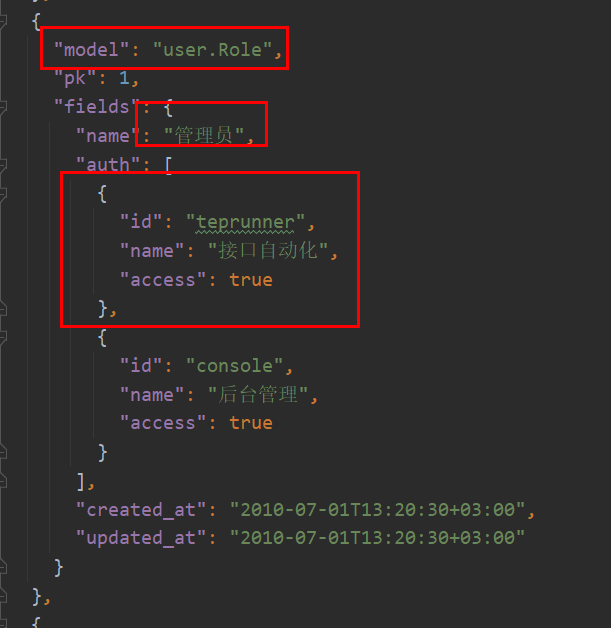 },
{
"model": "user.Role",
"pk": 1,
"fields": {
"name": "管理员",
"auth": [
{
"id": "teprunner",
"name": "接口自动化",
"access": true
},
{
"id": "console",
"name": "后台管理",
"access": true
}
],
"created_at": "2010-07-01T13:20:30+03:00",
"updated_at": "2010-07-01T13:20:30+03:00"
}
},
{